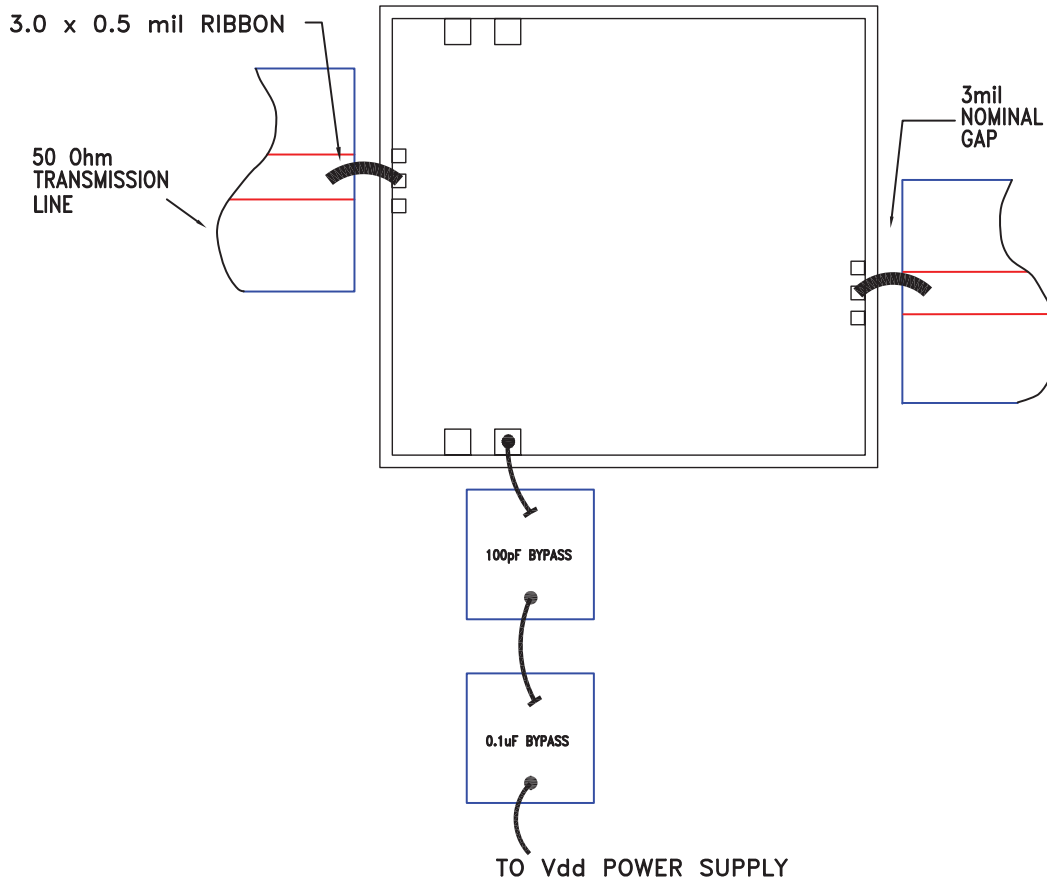 3.0 x 0.5 mil RIBBON
50 Ohm
TRANSMISSION
LINE
3mil
NOMINAL
GAP
100pF BYPASS
0.1uF BYPASS
TO Vdd POWER SUPPLY